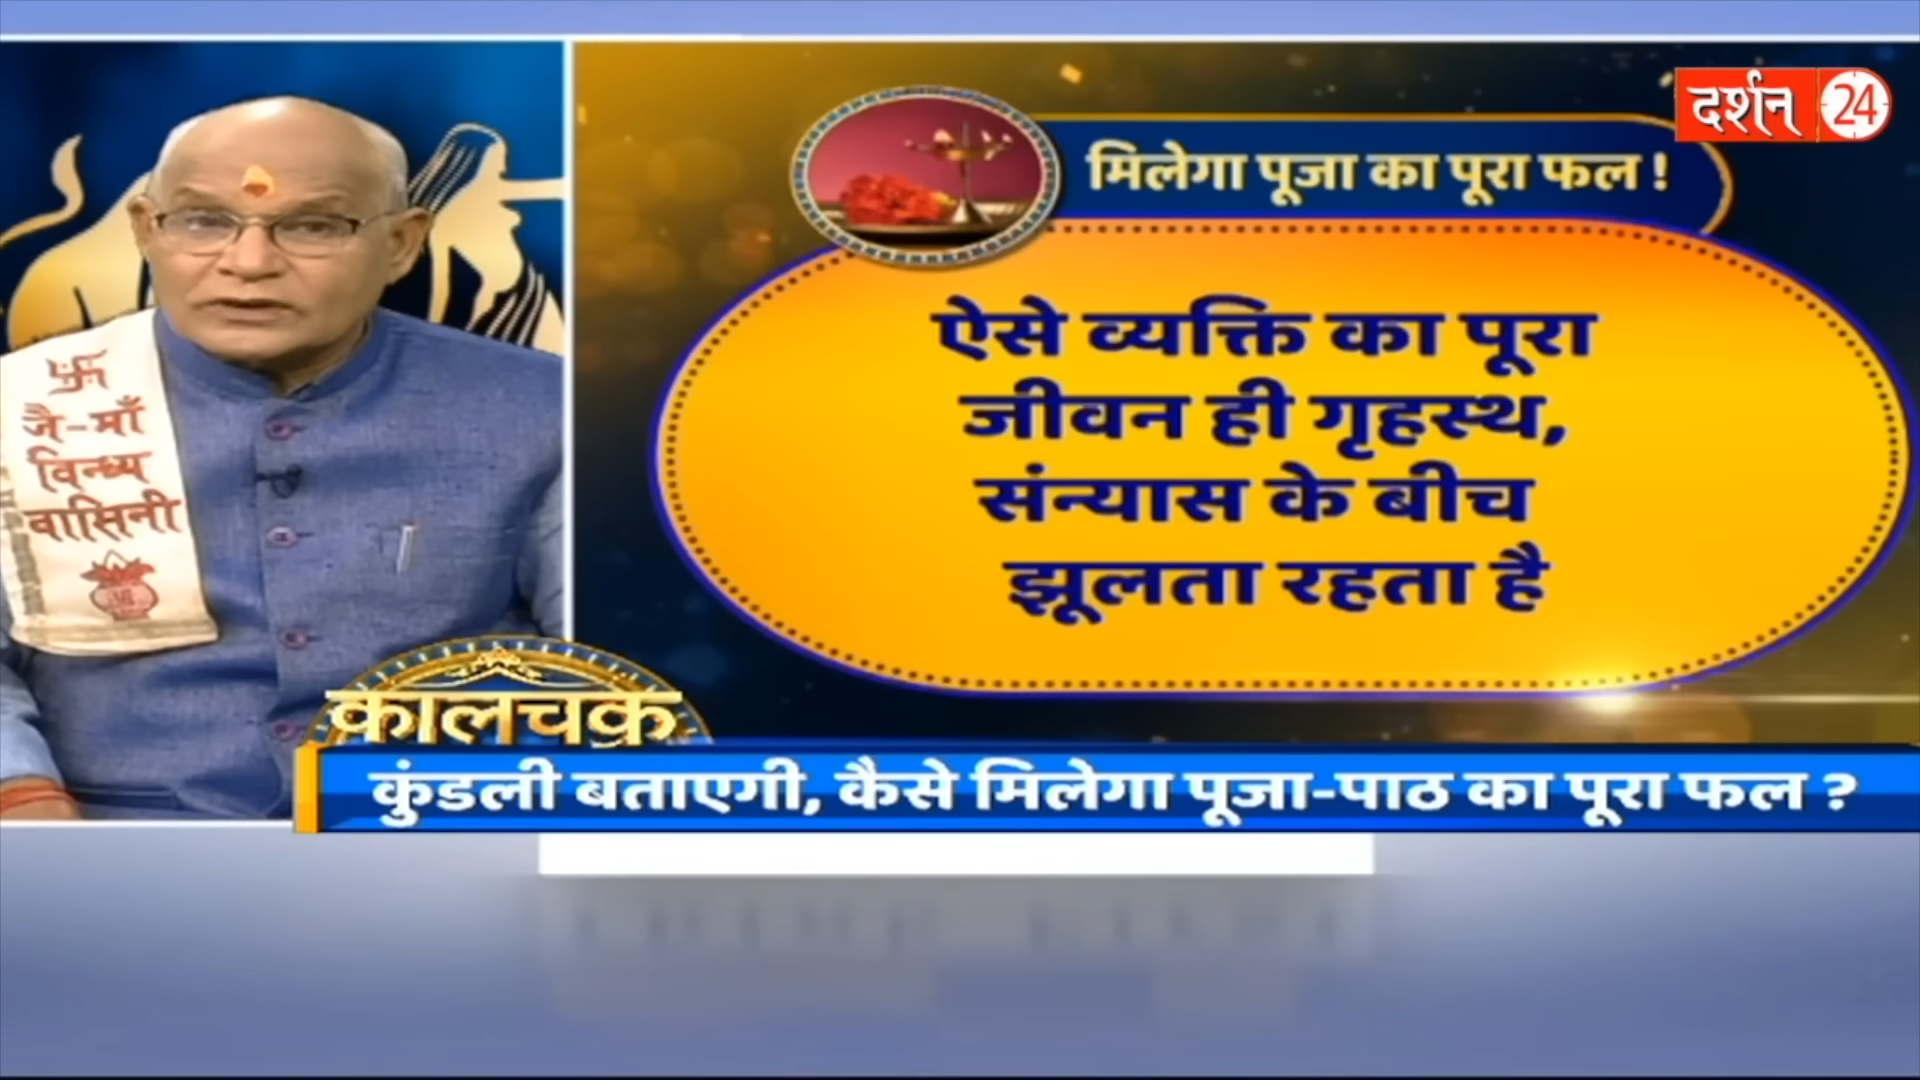 दर्शन 24
मिलेगा पूजा का पूरा फल !
ऐसे व्यक्ति का पूरा
जीवन ही गृहस्थ,
संन्यास के बीच
झूलता रहता है
जै-माँ
विन्ध्य
वासिनी
कालचक्र
कुंडली बताएगी, कैसे मिलेगा पूजा-पाठ का पूरा फल ?